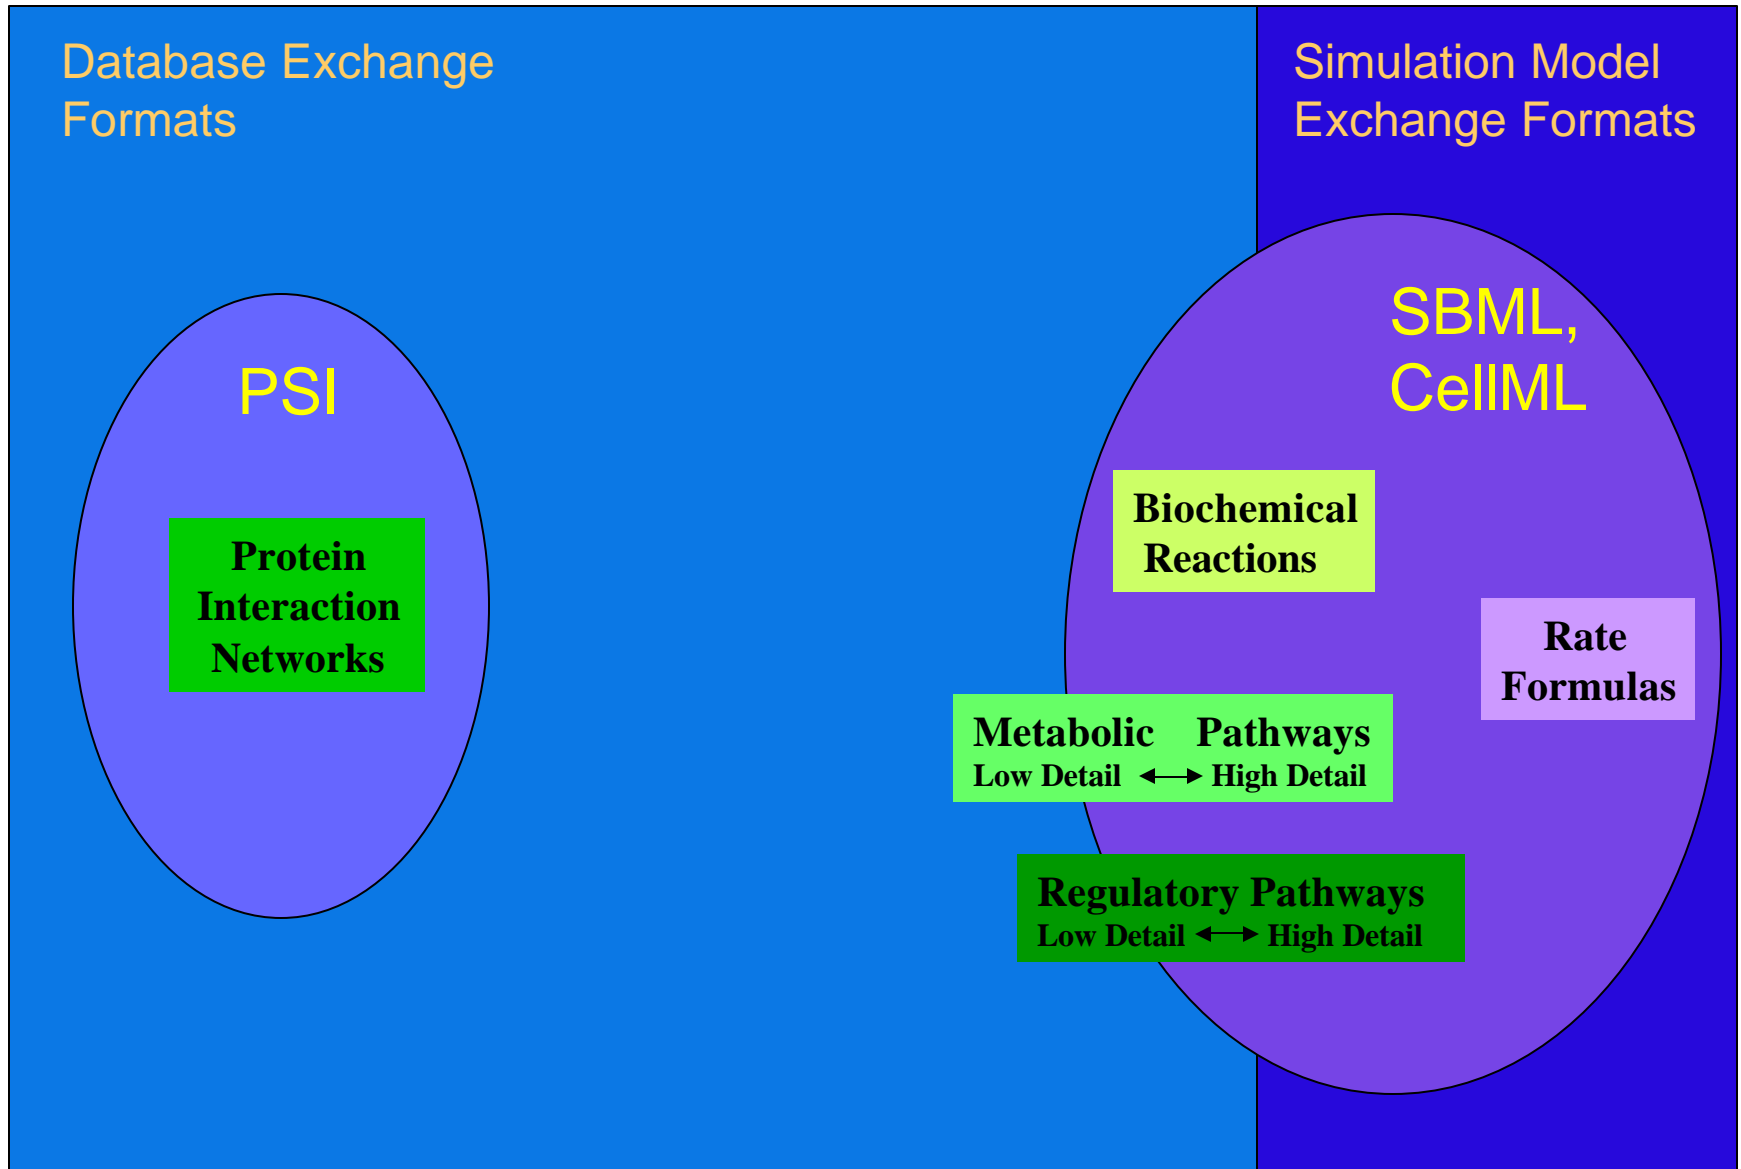 Database Exchange
Formats
Simulation Model
Exchange Formats
PSI
Protein
Interaction
Networks
SBML,
CellML
Biochemical
Reactions
Rate
Formulas
Metabolic Pathways
Low Detail High Detail
Regulatory Pathways
Low Detail High Detail